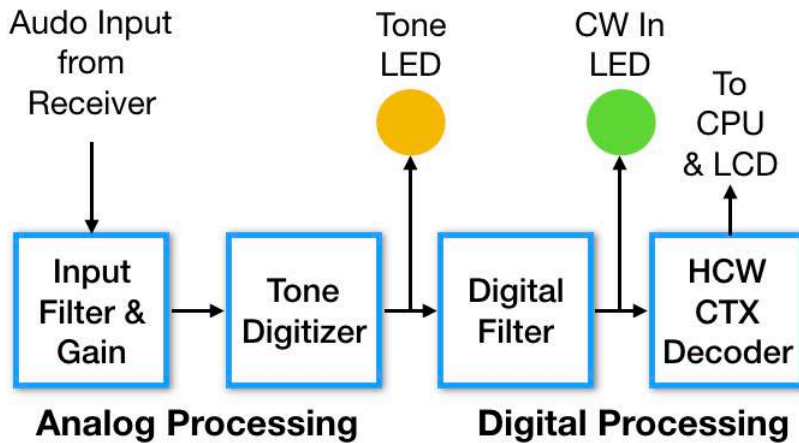 Audo Input
from
Receiver
Tone
LED
CW In
LED
To
CPU
& LCD
Input
Filter &
Gain
Tone
Digitizer
Digital
Filter
HCW
CTX
Decoder
Analog Processing
Digital Processing